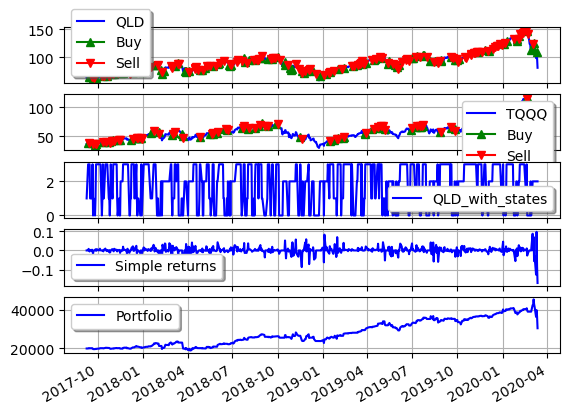 150
100
QLD
Buy
Sell
100
50
TQQQ
Buy
Sell
2
0
QLD_with_states
0.1
0.0
−0.1
Simple returns
40000
20000
Portfolio
2017-10 2018-01 2018-04 2018-07 2018-10 2019-01 2019-04 2019-07 2019-10 2020-01 2020-04